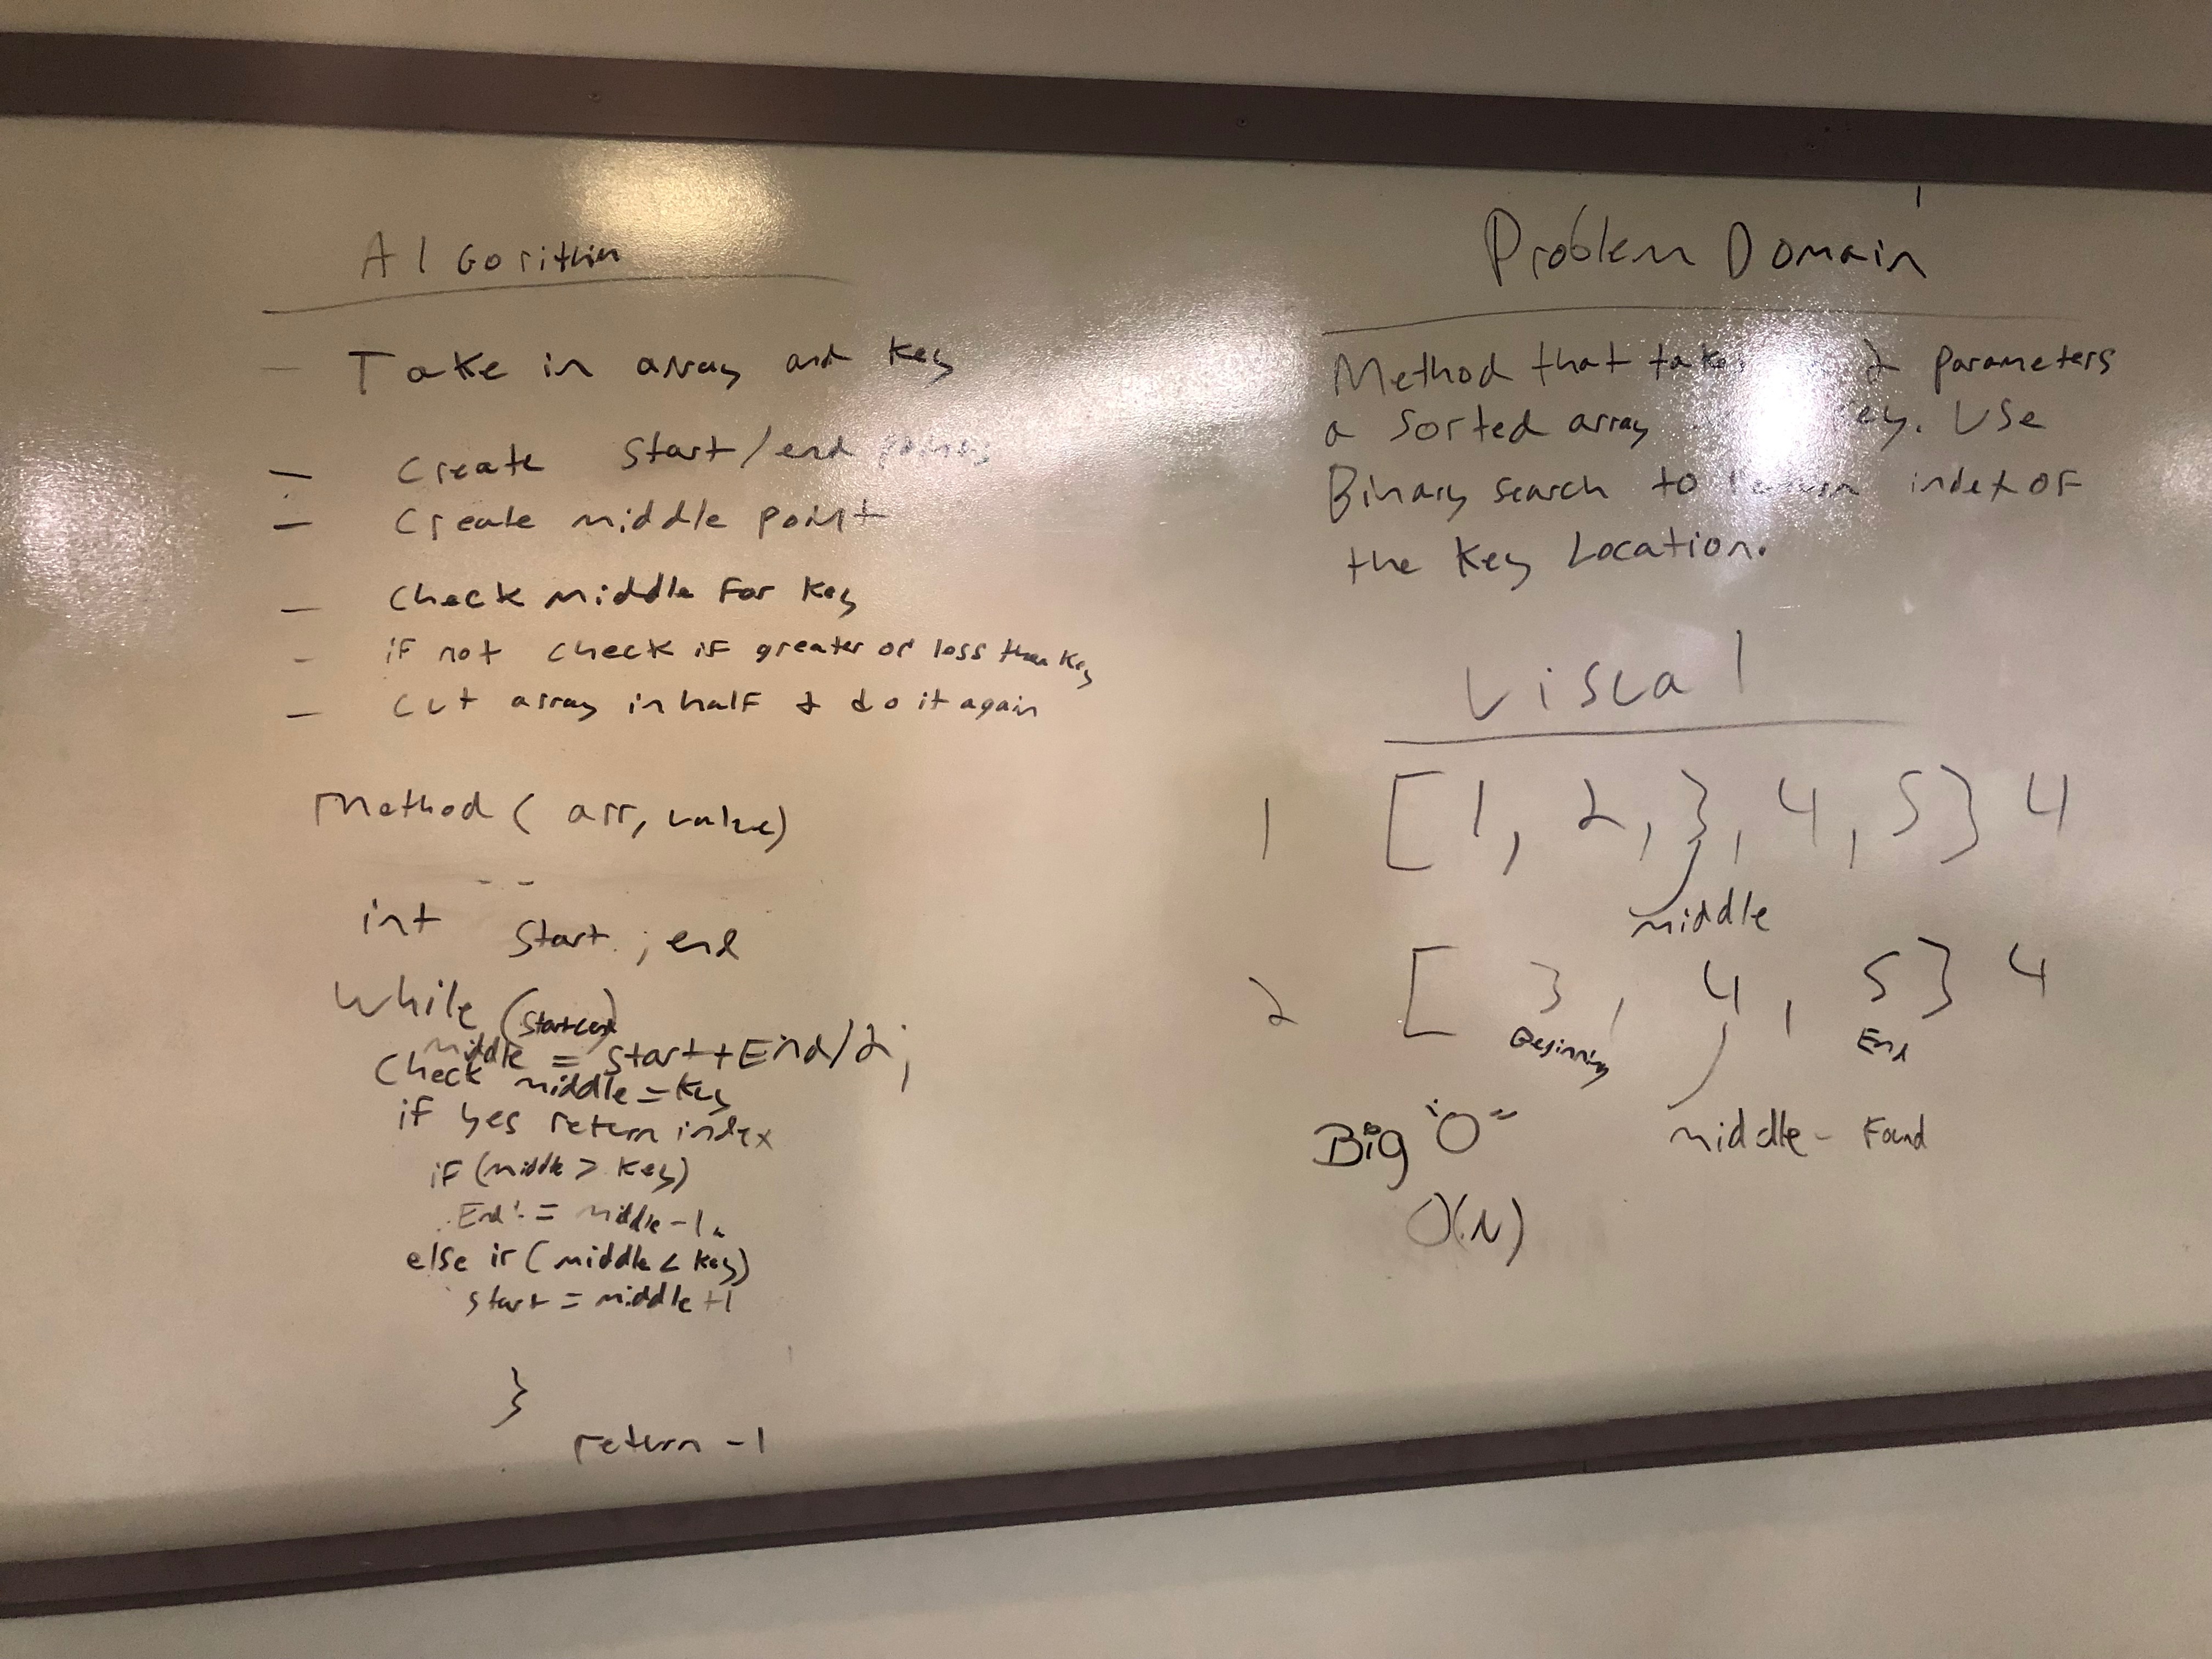 AlGorithm
- Take in array and key
- Create Start/end points
- Create middle point
- Check middle For key
- if not check if greater or less than key
- Cut array in half & do it again
Method ( arr, value)
int Start ; end
While (Start<end)
middle = Start+End/2;
Check middle = key
if yes return index
if (middle > key)
End = middle -1
else if ( middle < key)
start = middle +1
}
return -1
Problem Domain
Method that takes 2 Parameters
a Sorted array key. Use
Binary search to return index of
the key Location.
Visual
1 [ 1, 2, 3, 4, 5 } 4
middle
2 [ 3, 4, 5 } 4
Beginning End
middle - Found
Big "O"
O(N)